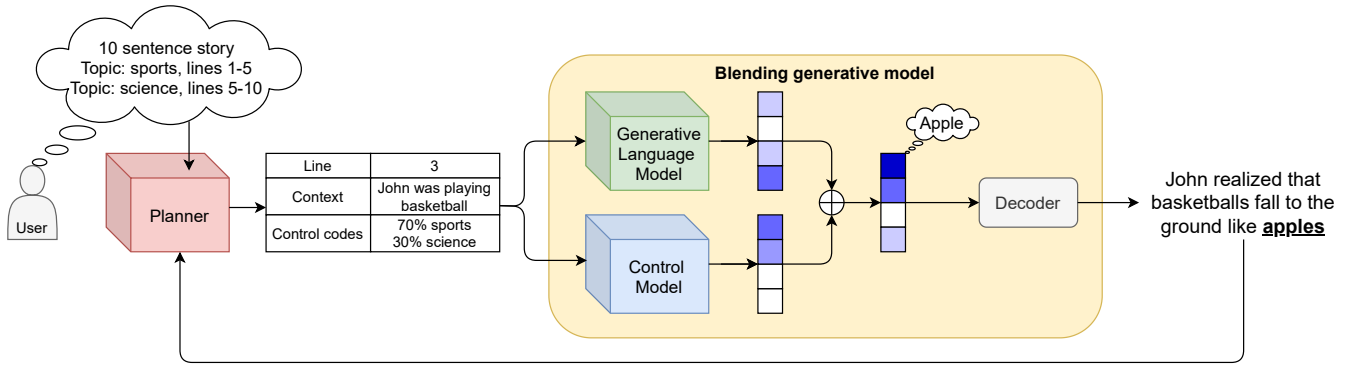 10 sentence story
Topic: sports, lines 1-5
Topic: science, lines 5-10
User
Planner
Line 3
Context John was playing
basketball
Control codes 70% sports
30% science
Blending generative model
Generative
Language
Model
Control
Model
Apple
Decoder
John realized that
basketballs fall to the
ground like apples